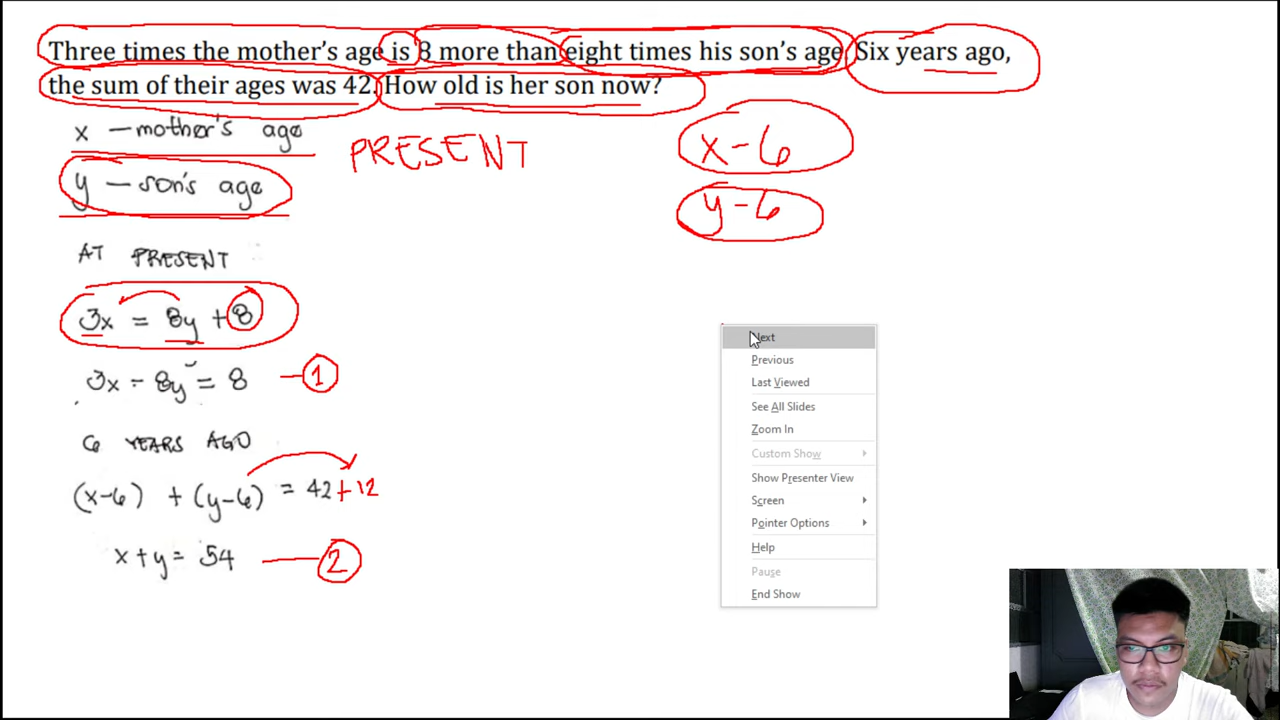 Three times the mother's age is 8 more than eight times his son's age. Six years ago,
the sum of their ages was 42. How old is her son now?
x – mother's age
PRESENT
x – 6
y – son's age
y – 6
AT PRESENT
3x = 8y + 8
3x – 8y = 8 – 1
6 YEARS AGO
(x–6) + (y–6) = 42 + 12
x + y = 54 — 2
Next
Previous
Last Viewed
See All Slides
Zoom In
Custom Show
Show Presenter View
Screen
Pointer Options
Help
Pause
End Show